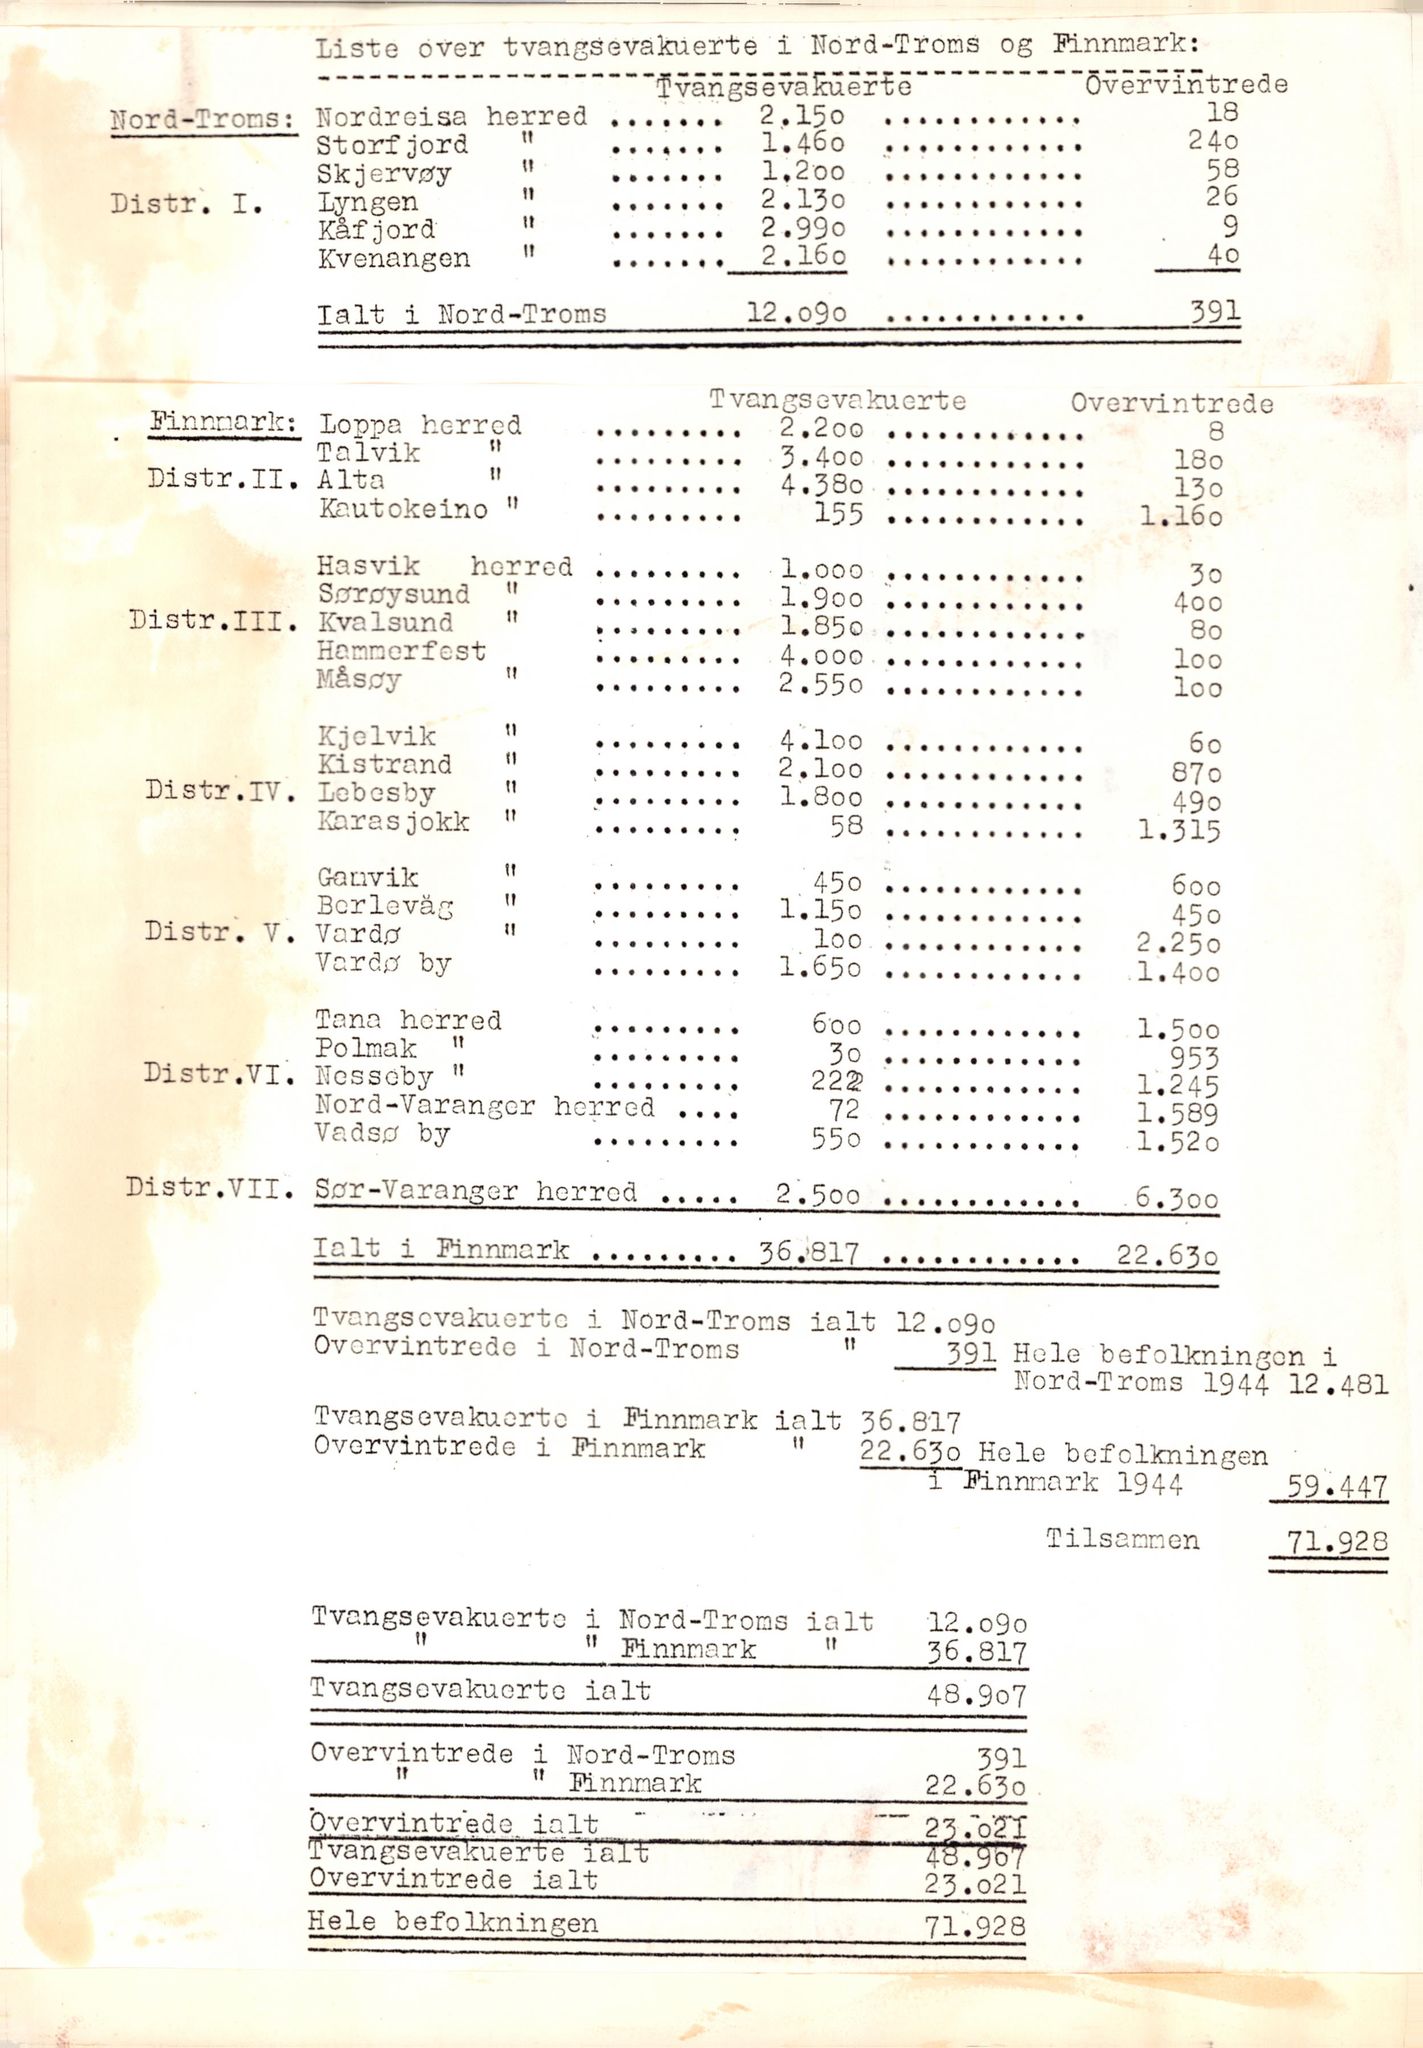 Liste over tvangsevakuerte i Nord-Troms og Finnmark:
Tvangsevakuerte Overvintrede
Nord-Troms: Nordreisa herred ....... 2.150 ............ 18
Storfjord " ....... 1.460 ............ 240
Skjervøy " ....... 1.200 ............ 58
Distr. I. Lyngen " ....... 2.130 ............ 26
Kåfjord " ....... 2.990 ............ 9
Kvenangen " ....... 2.160 ............ 40
Ialt i Nord-Troms 12.090 ............ 391
Tvangsevakuerte Overvintrede
Finnmark: Loppa herred ......... 2.200 ............ 8
Talvik " ......... 3.400 ............ 180
Distr.II. Alta " ......... 4.380 ............ 130
Kautokeino " ......... 155 ............ 1.160
Hasvik herred ......... 1.000 ............ 30
Sørøysund " ......... 1.900 ............ 400
Distr.III. Kvalsund " ......... 1.850 ............ 80
Hammerfest ......... 4.000 ............ 100
Måsøy " ......... 2.550 ............ 100
Kjelvik " ......... 4.100 ............ 60
Kistrand " ......... 2.100 ............ 870
Distr.IV. Lebesby " ......... 1.800 ............ 490
Karasjokk " ......... 58 ............ 1.315
Gamvik " ......... 450 ............ 600
Berlevåg " ......... 1.150 ............ 450
Distr. V. Vardø " ......... 100 ............ 2.250
Vardø by ......... 1.650 ............ 1.400
Tana herred ......... 600 ............ 1.500
Polmak " ......... 30 ............ 953
Distr.VI. Nesseby " ......... 222 ............ 1.245
Nord-Varanger herred .... 72 ............ 1.589
Vadsø by ......... 550 ............ 1.520
Distr.VII. Sør-Varanger herred ..... 2.500 ............ 6.300
Ialt i Finnmark ......... 36.817 ............ 22.630
Tvangsevakuerte i Nord-Troms ialt 12.090
Overvintrede i Nord-Troms " 391 Hele befolkningen i
Nord-Troms 1944 12.481
Tvangsevakuerte i Finnmark ialt 36.817
Overvintrede i Finnmark " 22.630 Hele befolkningen
i Finnmark 1944 59.447
Tilsammen 71.928
Tvangsevakuerte i Nord-Troms ialt 12.090
" " Finnmark " 36.817
Tvangsevakuerte ialt 48.907
Overvintrede i Nord-Troms 391
" " Finnmark 22.630
Overvintrede ialt 23.021
Tvangsevakuerte ialt 48.907
Overvintrede ialt 23.021
Hele befolkningen 71.928